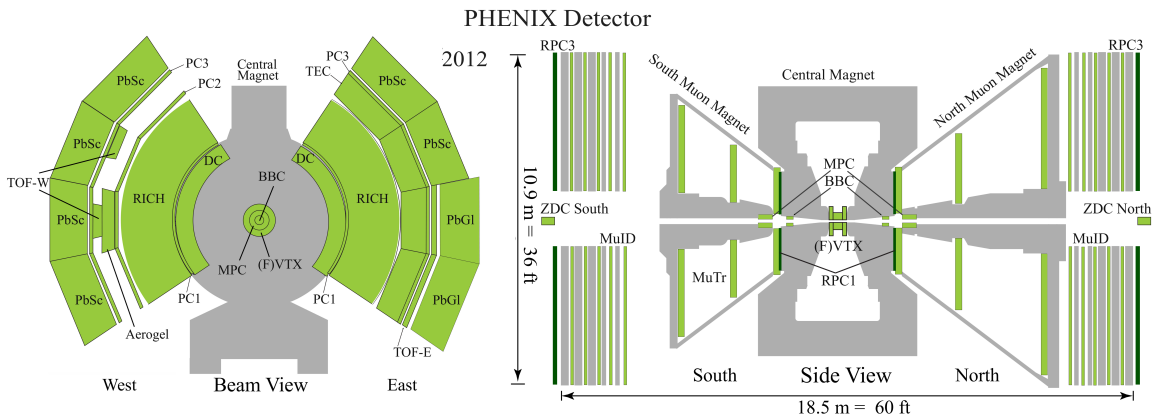 PHENIX Detector
2012
Central
Magnet
PC3
PbSc
PC2
PbSc
TOF-W
PbSc
PbSc
RICH
DC
BBC
MPC
(F)VTX
PC1
Aerogel
PC3
TEC
PbSc
PbSc
DC
RICH
PbGl
PbGl
PC1
TOF-E
West
Beam View
East
RPC3
South Muon Magnet
Central Magnet
North Muon Magnet
RPC3
10.9 m = 36 ft
MPC
BBC
ZDC South
ZDC North
MuID
(F)VTX
MuID
MuTr
RPC1
South
Side View
North
18.5 m = 60 ft